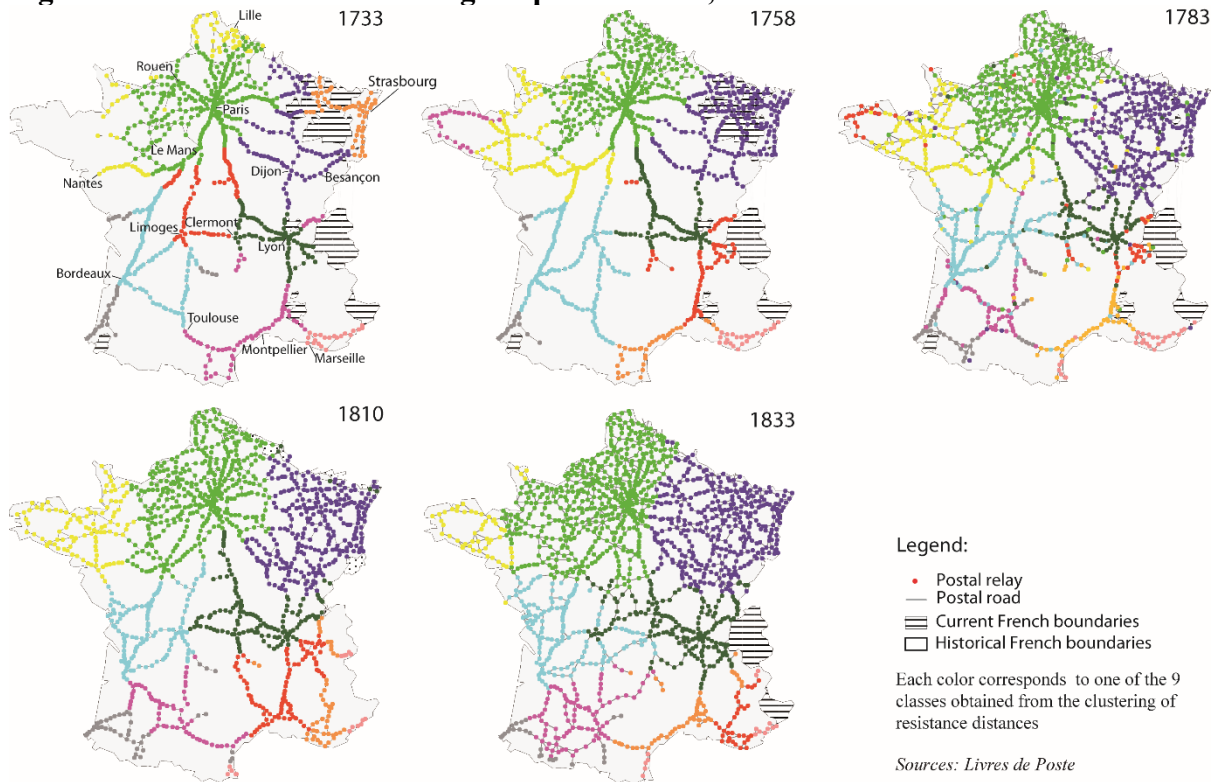 1733
1758
1783
Lille
Rouen
Strasbourg
Paris
Le Mans
Dijon
Besançon
Nantes
Limoges
Clermont
Lyon
Bordeaux
Toulouse
Montpellier
Marseille
1810
1833
Legend:
Postal relay
Postal road
Current French boundaries
Historical French boundaries
Each color corresponds to one of the 9
classes obtained from the clustering of
resistance distances
Sources: Livres de Poste